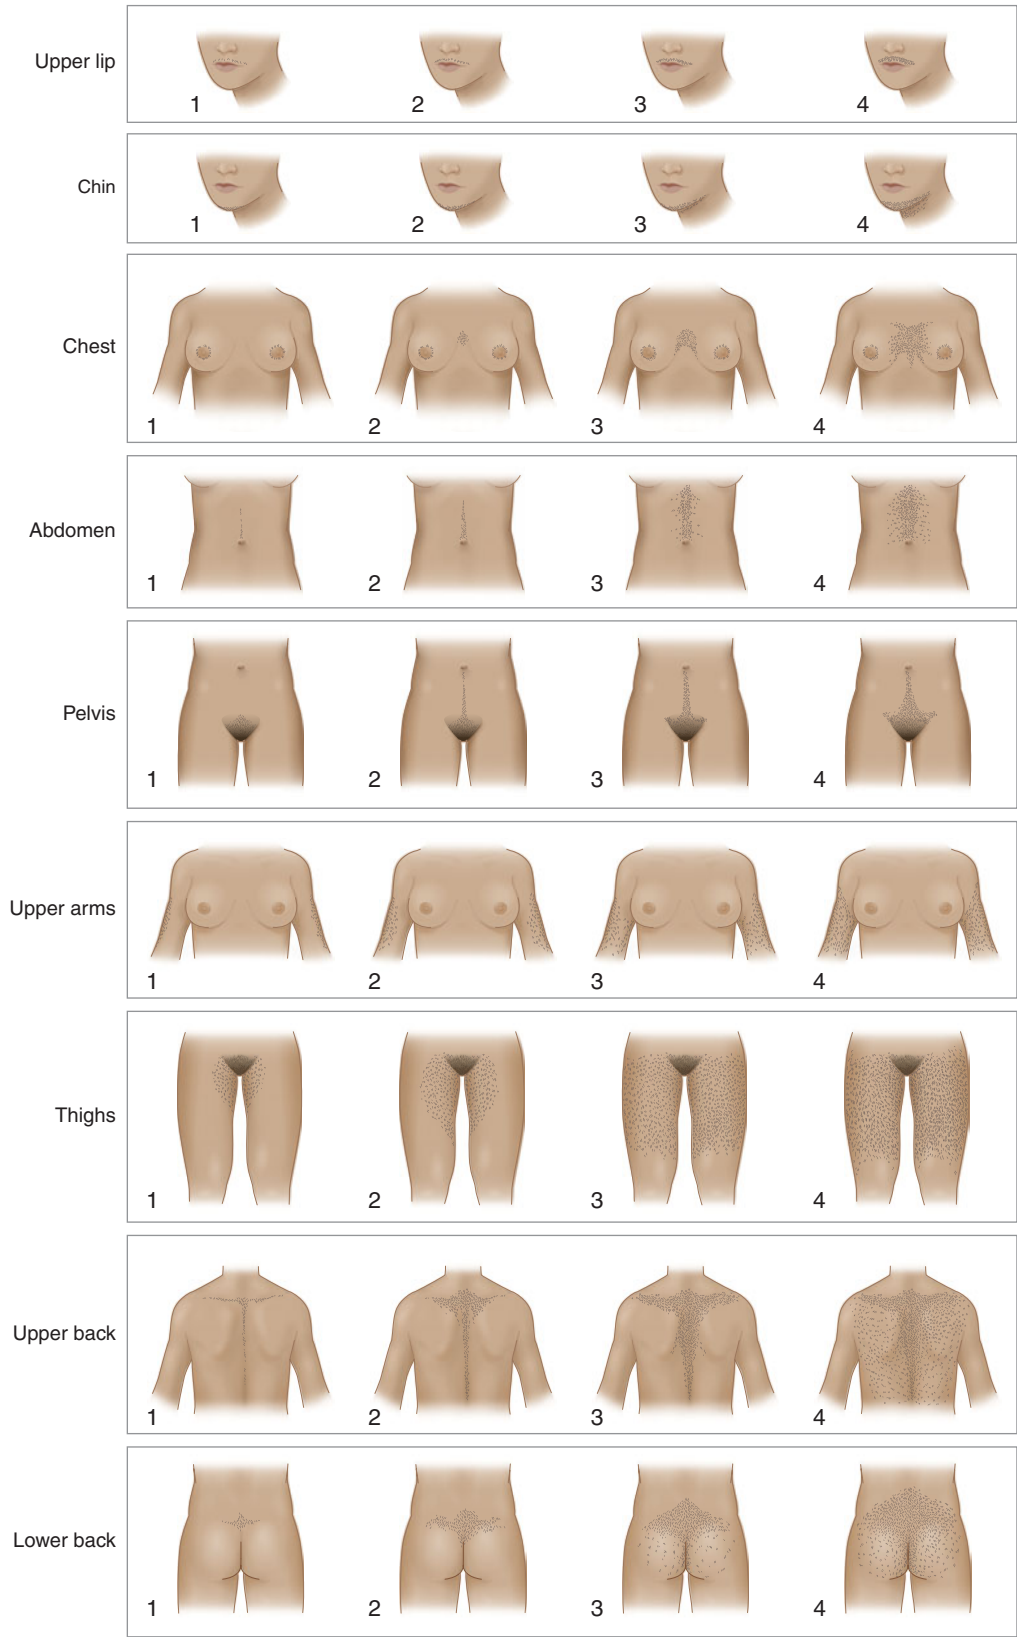 Upper lip
1 2 3 4
Chin
1 2 3 4
Chest
1 2 3 4
Abdomen
1 2 3 4
Pelvis
1 2 3 4
Upper arms
1 2 3 4
Thighs
1 2 3 4
Upper back
1 2 3 4
Lower back
1 2 3 4